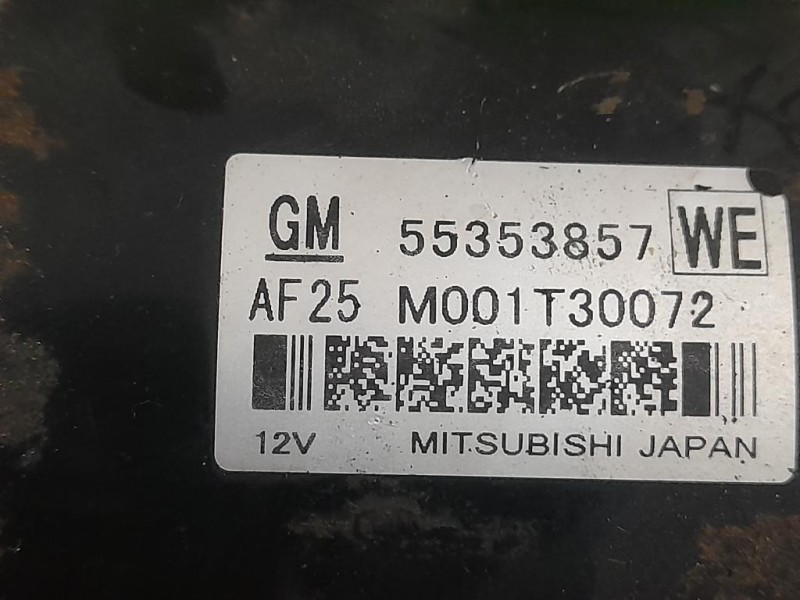 GM 55353857 WE
AF25 M001T30072
12V MITSUBISHI JAPAN